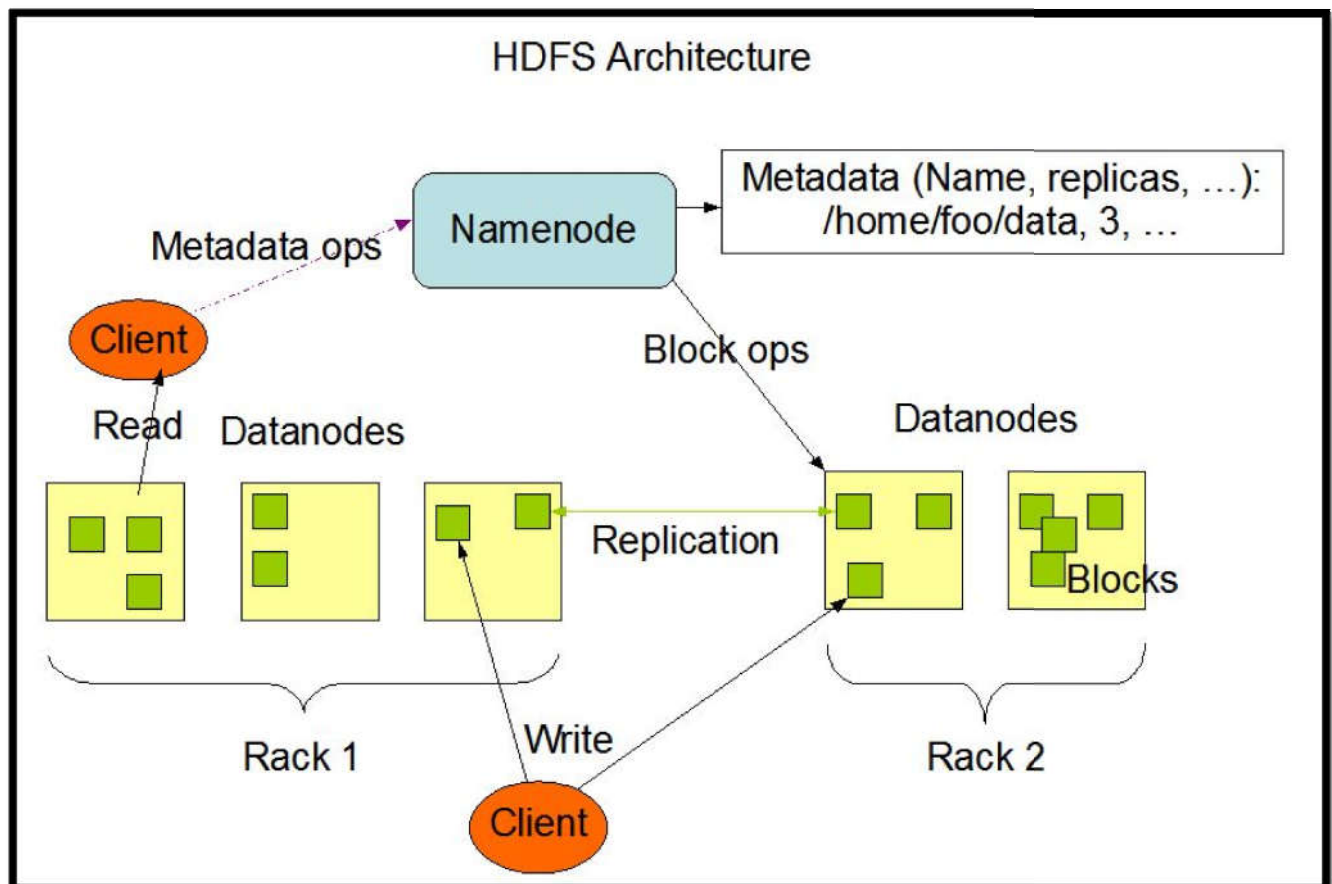 HDFS Architecture
Metadata (Name, replicas, …):
/home/foo/data, 3, …
Namenode
Metadata ops
Client
Block ops
Read
Datanodes
Datanodes
Replication
Blocks
Rack 1
Write
Rack 2
Client